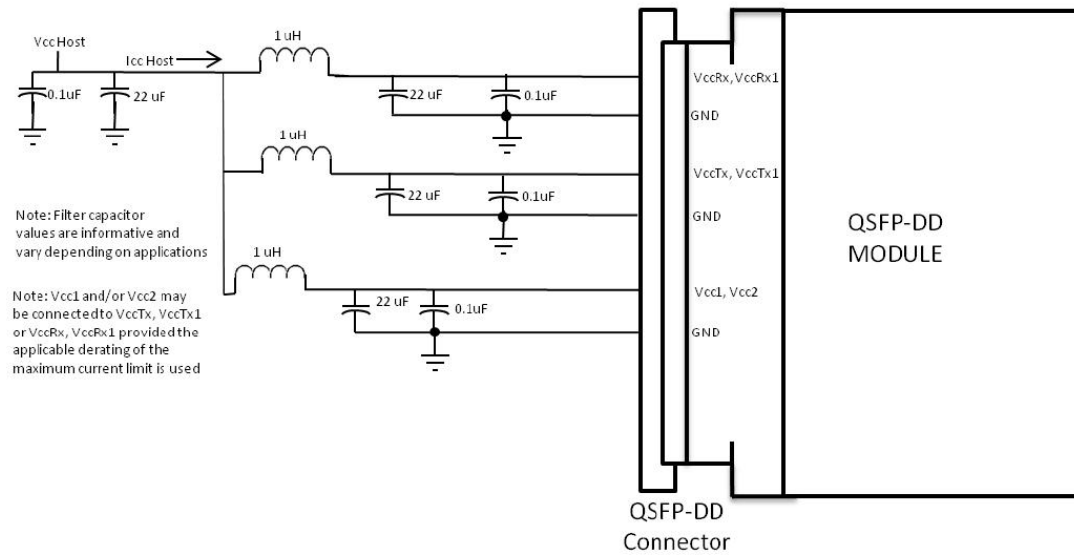 Vcc Host
Icc Host
0.1uF
22 uF
1 uH
22 uF
0.1uF
VccRx, VccRx1
GND
1 uH
22 uF
0.1uF
VccTx, VccTx1
GND
1 uH
22 uF
0.1uF
Vcc1, Vcc2
GND
Note: Filter capacitor
values are informative and
vary depending on applications
Note: Vcc1 and/or Vcc2 may
be connected to VccTx, VccTx1
or VccRx, VccRx1 provided the
applicable derating of the
maximum current limit is used
QSFP-DD
MODULE
QSFP-DD
Connector